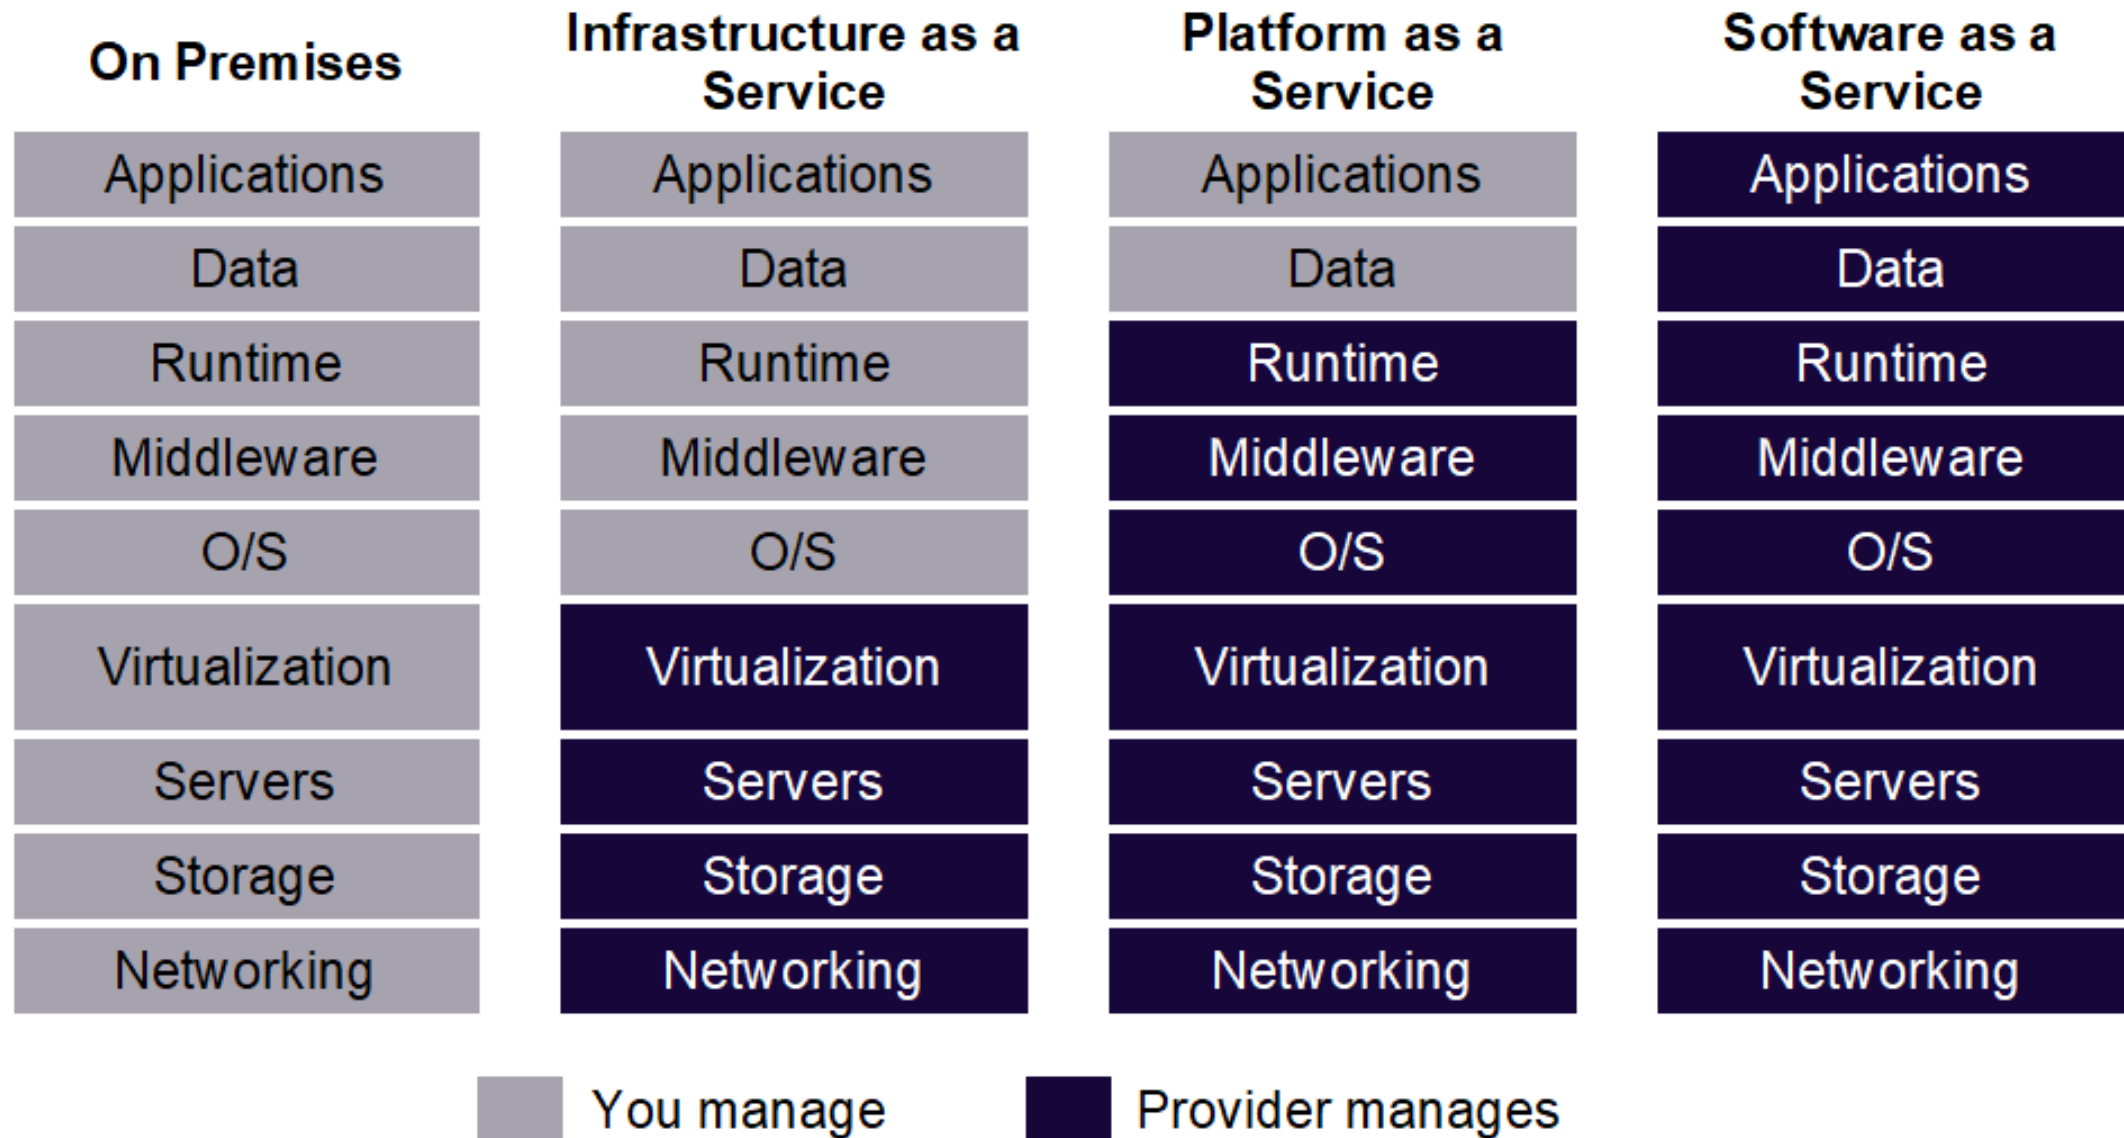 On Premises
Infrastructure as a
Service
Platform as a
Service
Software as a
Service
Applications
Data
Runtime
Middleware
O/S
Virtualization
Servers
Storage
Networking
Applications
Data
Runtime
Middleware
O/S
Virtualization
Servers
Storage
Networking
Applications
Data
Runtime
Middleware
O/S
Virtualization
Servers
Storage
Networking
Applications
Data
Runtime
Middleware
O/S
Virtualization
Servers
Storage
Networking
You manage
Provider manages